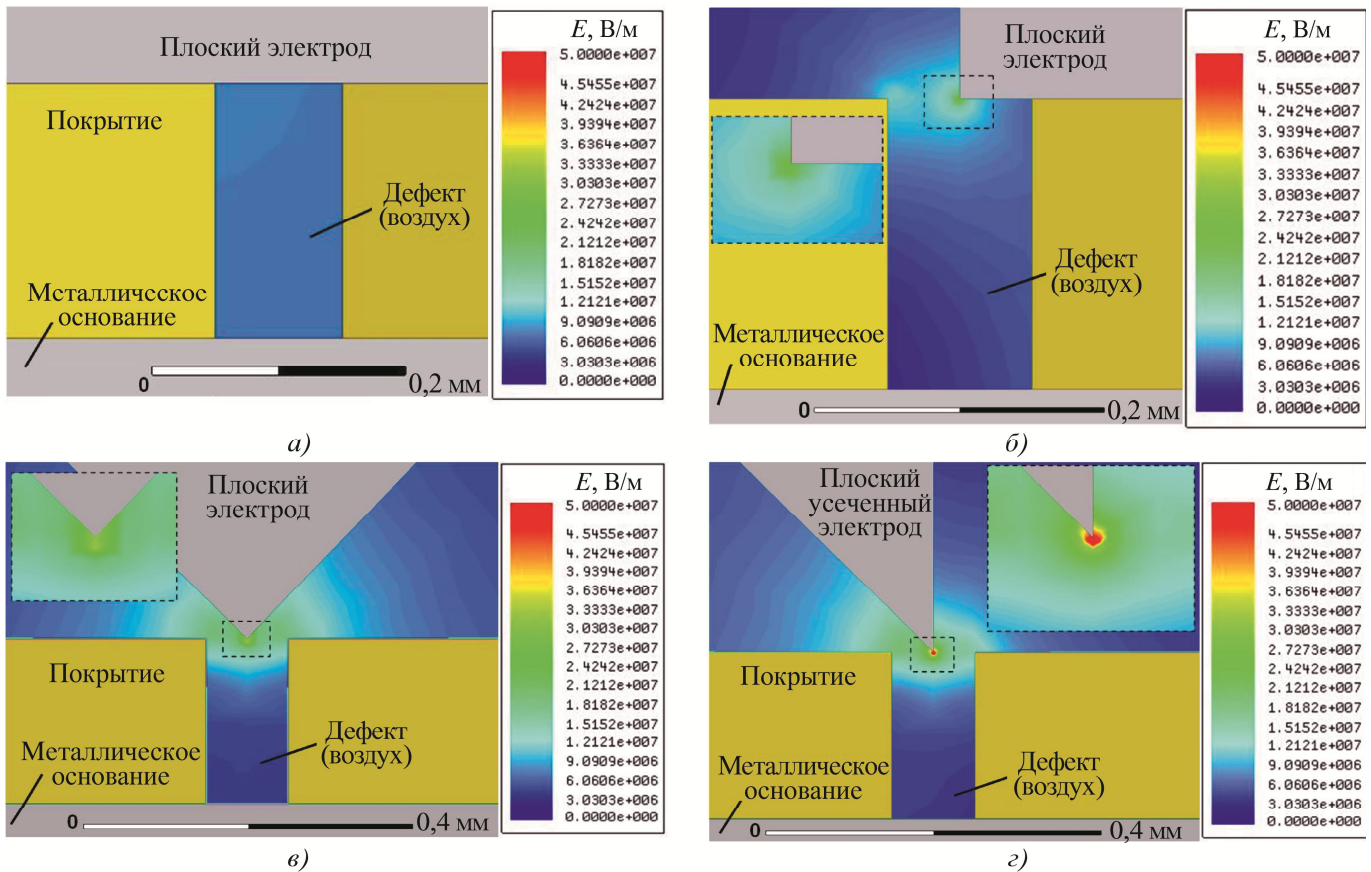 Плоский электрод
Покрытие
Дефект
(воздух)
Металлическое
основание
0
0,2 мм
E, В/м
5.0000e+007
4.5455e+007
4.2424e+007
3.9394e+007
3.6364e+007
3.3333e+007
3.0303e+007
2.7273e+007
2.4242e+007
2.1212e+007
1.8182e+007
1.5152e+007
1.2121e+007
9.0909e+006
6.0606e+006
3.0303e+006
0.0000e+000
а)
Плоский
электрод
Дефект
(воздух)
Металлическое
основание
0
0,2 мм
E, В/м
5.0000e+007
4.5455e+007
4.2424e+007
3.9394e+007
3.6364e+007
3.3333e+007
3.0303e+007
2.7273e+007
2.4242e+007
2.1212e+007
1.8182e+007
1.5152e+007
1.2121e+007
9.0909e+006
6.0606e+006
3.0303e+006
0.0000e+000
б)
Плоский
электрод
Покрытие
Дефект
(воздух)
Металлическое
основание
0
0,4 мм
E, В/м
5.0000e+007
4.5455e+007
4.2424e+007
3.9394e+007
3.6364e+007
3.3333e+007
3.0303e+007
2.7273e+007
2.4242e+007
2.1212e+007
1.8182e+007
1.5152e+007
1.2121e+007
9.0909e+006
6.0606e+006
3.0303e+006
0.0000e+000
в)
Плоский
усеченный
электрод
Покрытие
Дефект
(воздух)
Металлическое
основание
0
0,4 мм
E, В/м
5.0000e+007
4.5455e+007
4.2424e+007
3.9394e+007
3.6364e+007
3.3333e+007
3.0303e+007
2.7273e+007
2.4242e+007
2.1212e+007
1.8182e+007
1.5152e+007
1.2121e+007
9.0909e+006
6.0606e+006
3.0303e+006
0.0000e+000
г)